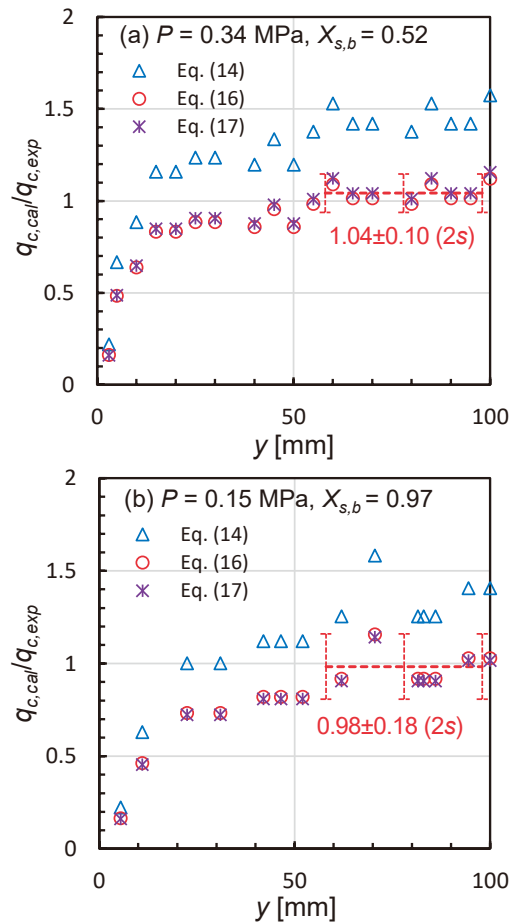 (a) P = 0.34 MPa, Xs,b = 0.52
Eq. (14)
Eq. (16)
Eq. (17)
2
1.5
1
0.5
0
qc,cal/qc,exp
1.04±0.10 (2s)
0
50
100
y [mm]
(b) P = 0.15 MPa, Xs,b = 0.97
Eq. (14)
Eq. (16)
Eq. (17)
2
1.5
1
0.5
0
qc,cal/qc,exp
0.98±0.18 (2s)
0
50
100
y [mm]